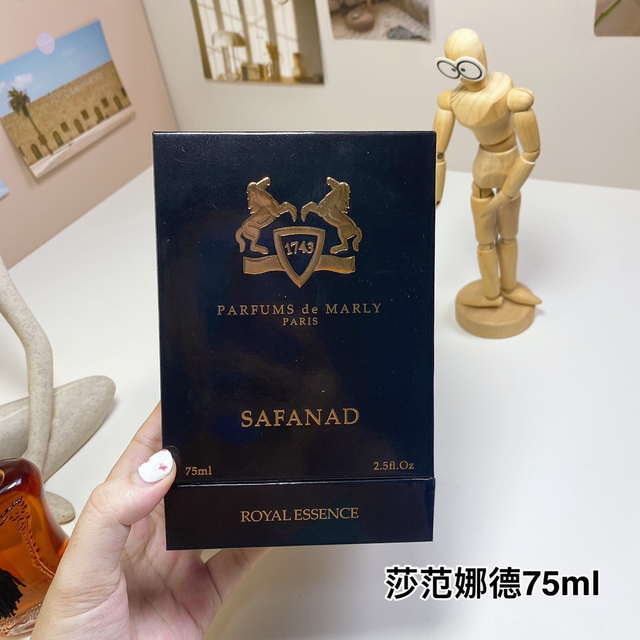 1743
PARFUMS de MARLY
PARIS
SAFANAD
75ml 2.5fl.Oz
ROYAL ESSENCE
莎范娜德75ml